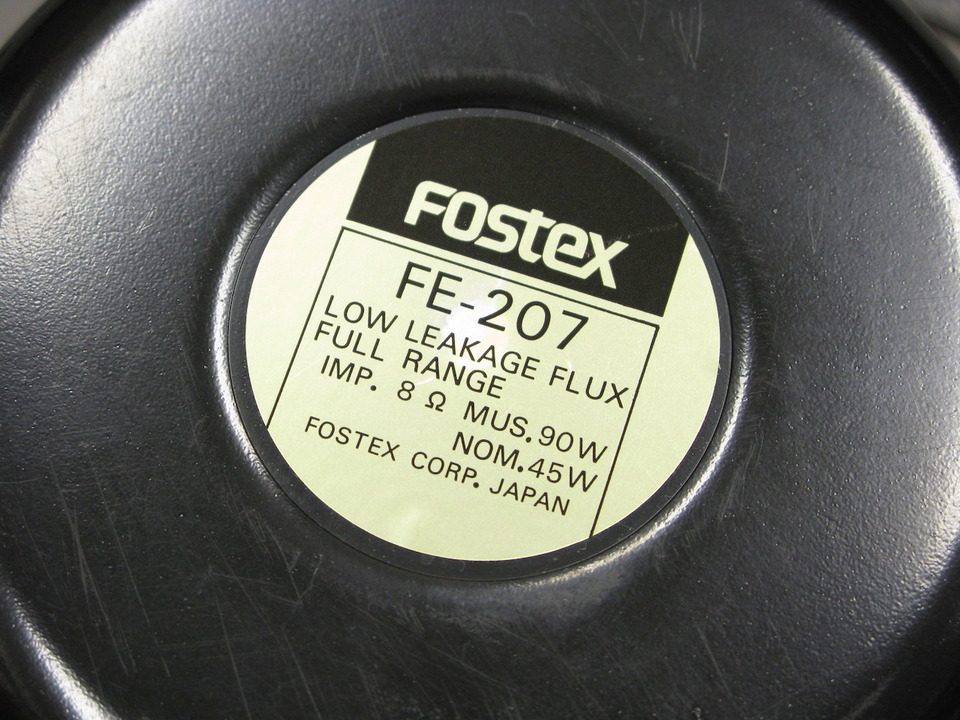 FOSTEX
FE-207
LOW LEAKAGE FLUX
FULL RANGE
IMP. 8 Ω MUS. 90W
NOM. 45W
FOSTEX CORP. JAPAN